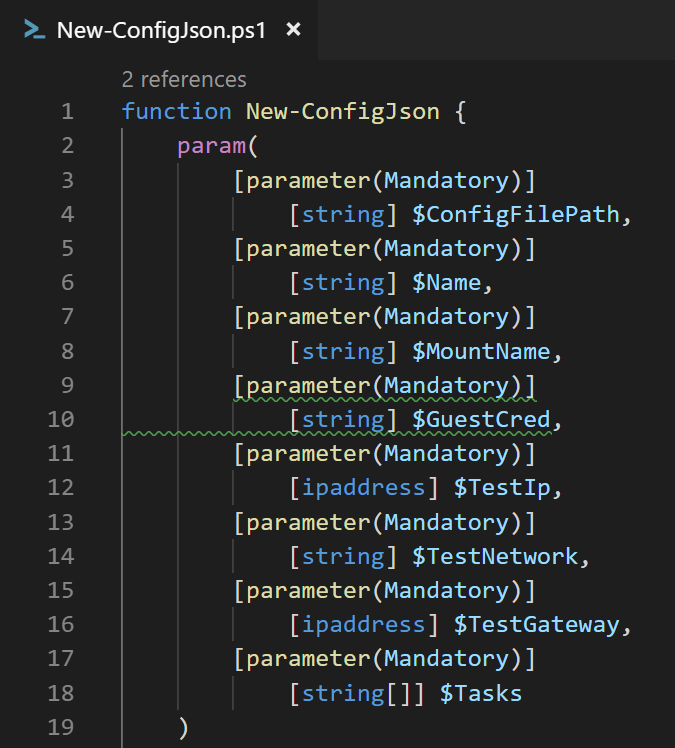 New-ConfigJson.ps1 ×
2 references
1 function New-ConfigJson {
2     param(
3         [parameter(Mandatory)]
4             [string] $ConfigFilePath,
5         [parameter(Mandatory)]
6             [string] $Name,
7         [parameter(Mandatory)]
8             [string] $MountName,
9         [parameter(Mandatory)]
10             [string] $GuestCred,
11         [parameter(Mandatory)]
12             [ipaddress] $TestIp,
13         [parameter(Mandatory)]
14             [string] $TestNetwork,
15         [parameter(Mandatory)]
16             [ipaddress] $TestGateway,
17         [parameter(Mandatory)]
18             [string[]] $Tasks
19     )